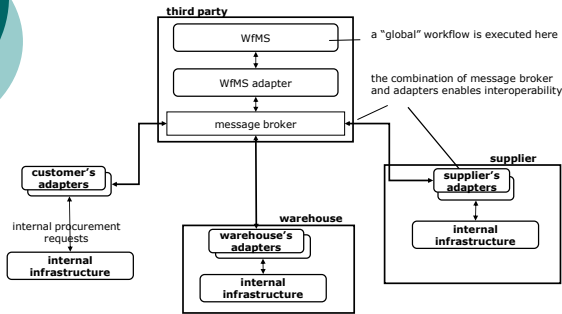 third party
WfMS
a “global” workflow is executed here
WfMS adapter
the combination of message broker
and adapters enables interoperability
message broker
customer’s
adapters
supplier
supplier’s
adapters
internal procurement
requests
warehouse
warehouse’s
adapters
internal
infrastructure
internal
infrastructure
internal
infrastructure